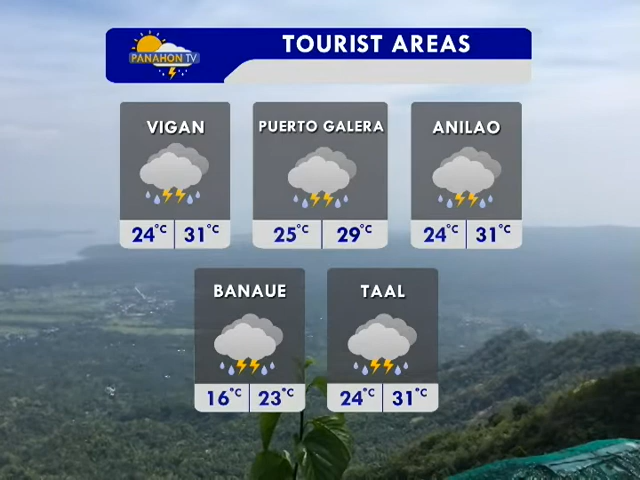 PANAHON TV
TOURIST AREAS
VIGAN
24°C 31°C
PUERTO GALERA
25°C 29°C
ANILAO
24°C 31°C
BANAUE
16°C 23°C
TAAL
24°C 31°C